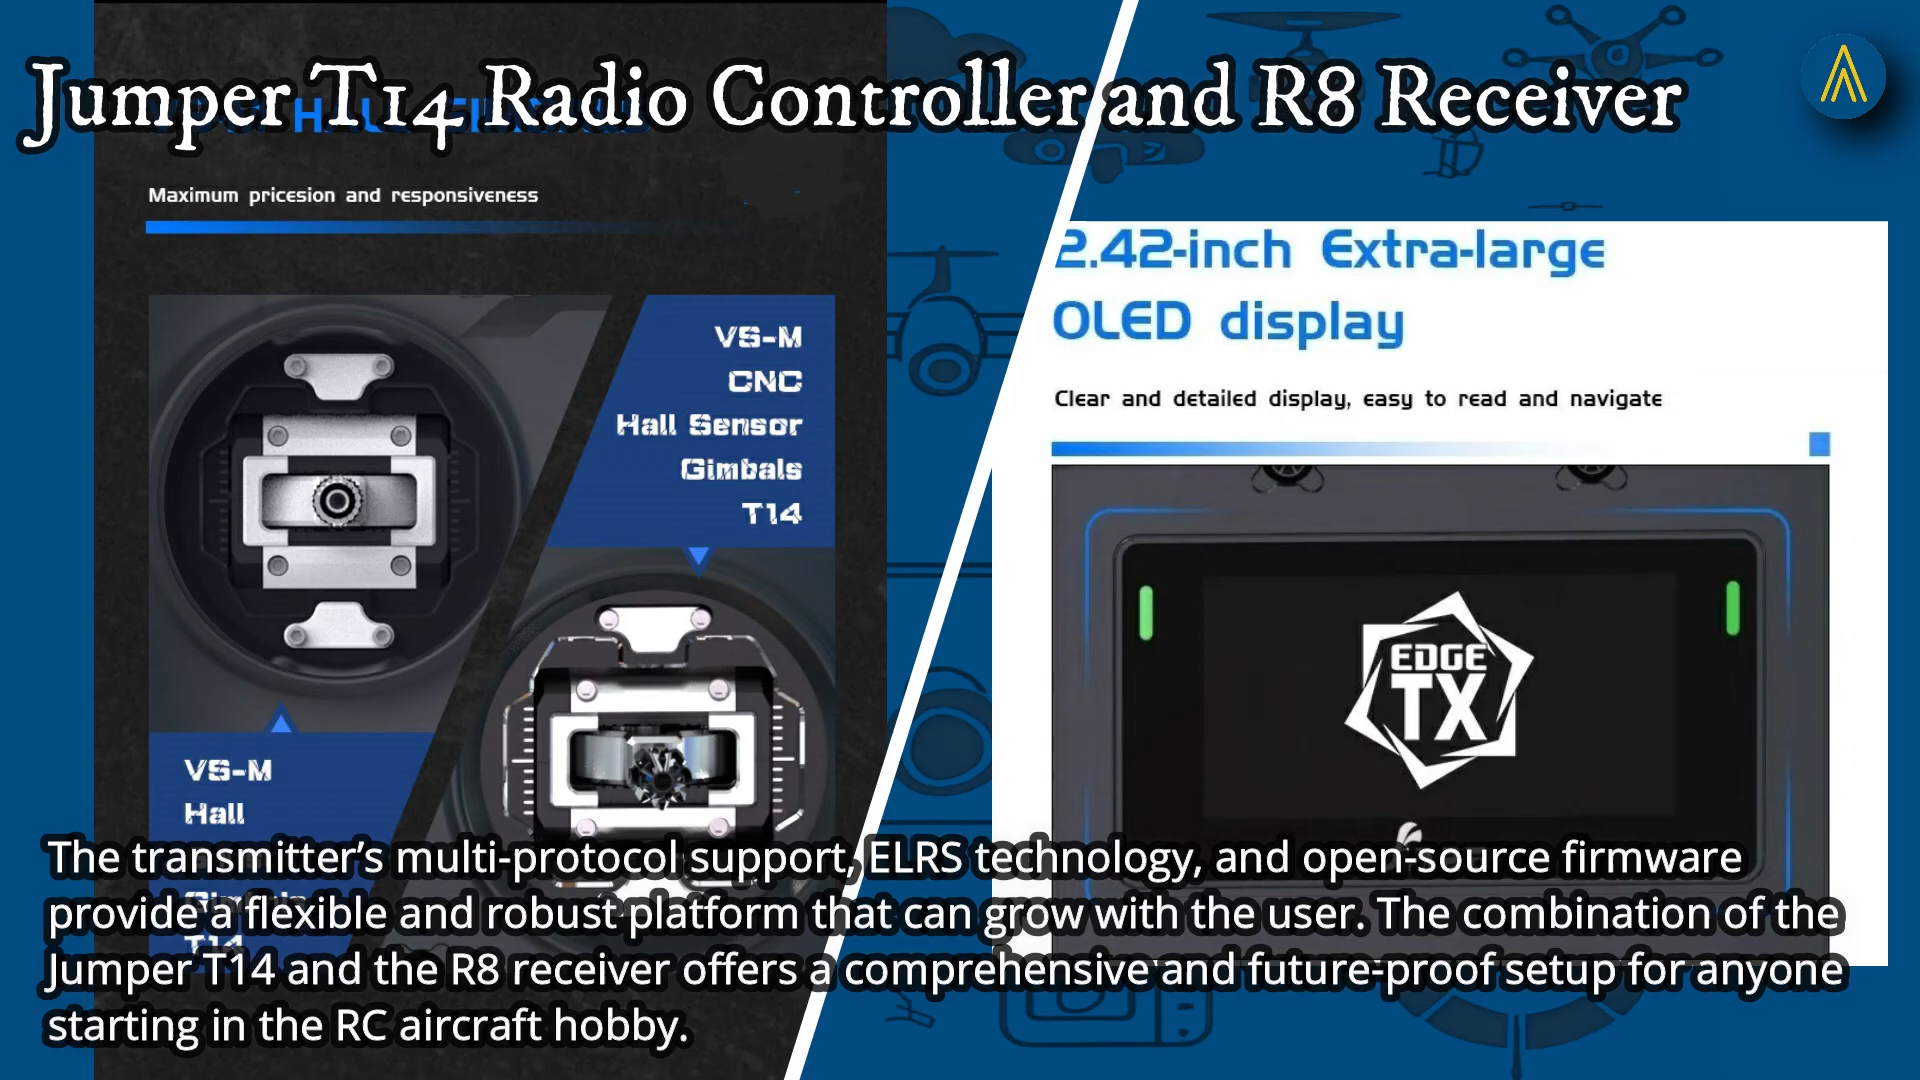 Jumper T14 Radio Controller and R8 Receiver
Maximum pricesion and responsiveness
VS-M
CNC
Hall Sensor
Gimbals
T14
VS-M
Hall
Gimbals
T14
2.42-inch Extra-large
OLED display
Clear and detailed display, easy to read and navigate
EDGE
TX
The transmitter’s multi-protocol support, ELRS technology, and open-source firmware
provide a flexible and robust platform that can grow with the user. The combination of the
Jumper T14 and the R8 receiver offers a comprehensive and future-proof setup for anyone
starting in the RC aircraft hobby.